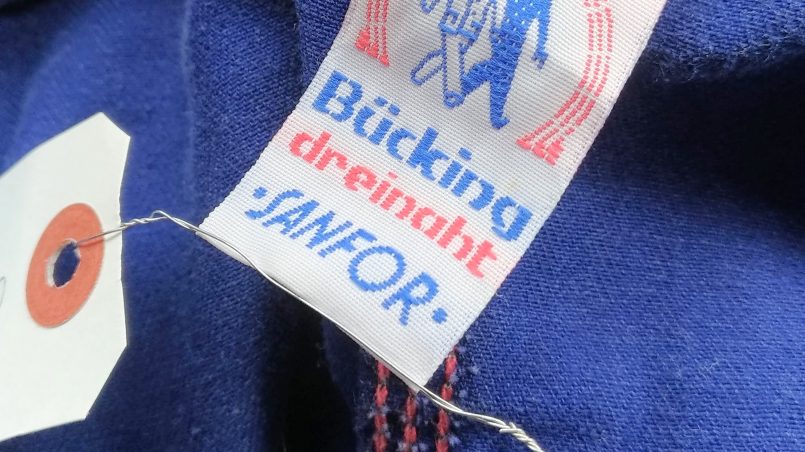 Bücking
dreinaht
·SANFOR·